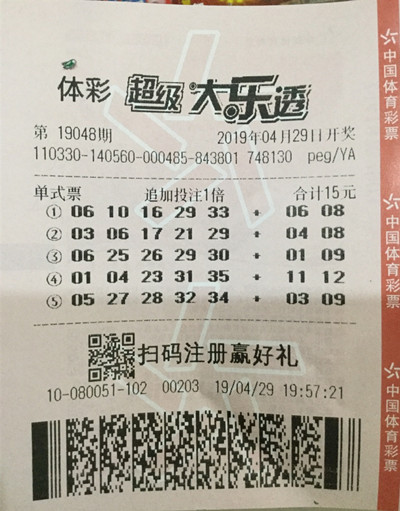 体彩 超级大乐透
第 19048期 2019年04月29日开奖
110330-140560-000485-843801 748130 peg/YA
单式票 追加投注1倍 合计15元
① 06 10 16 29 33 * 06 08
② 03 06 17 21 29 * 04 08
③ 06 25 26 29 30 * 01 09
④ 01 04 23 31 35 * 11 12
⑤ 05 27 28 32 34 * 03 09
扫码注册赢好礼
10-080051-102 00203 19/04/29 19:57:21
中国体育彩票
中国体育彩票
中国体育彩票